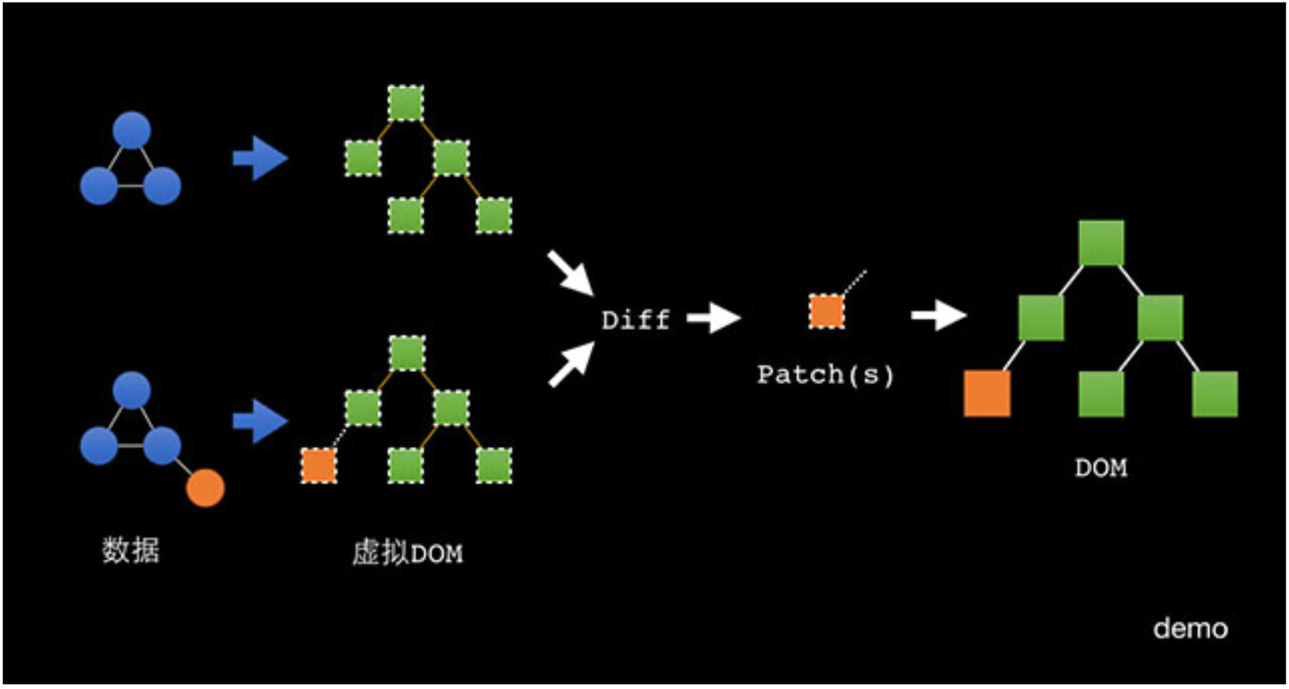 Diff
Patch(s)
DOM
数据
虚拟DOM
demo